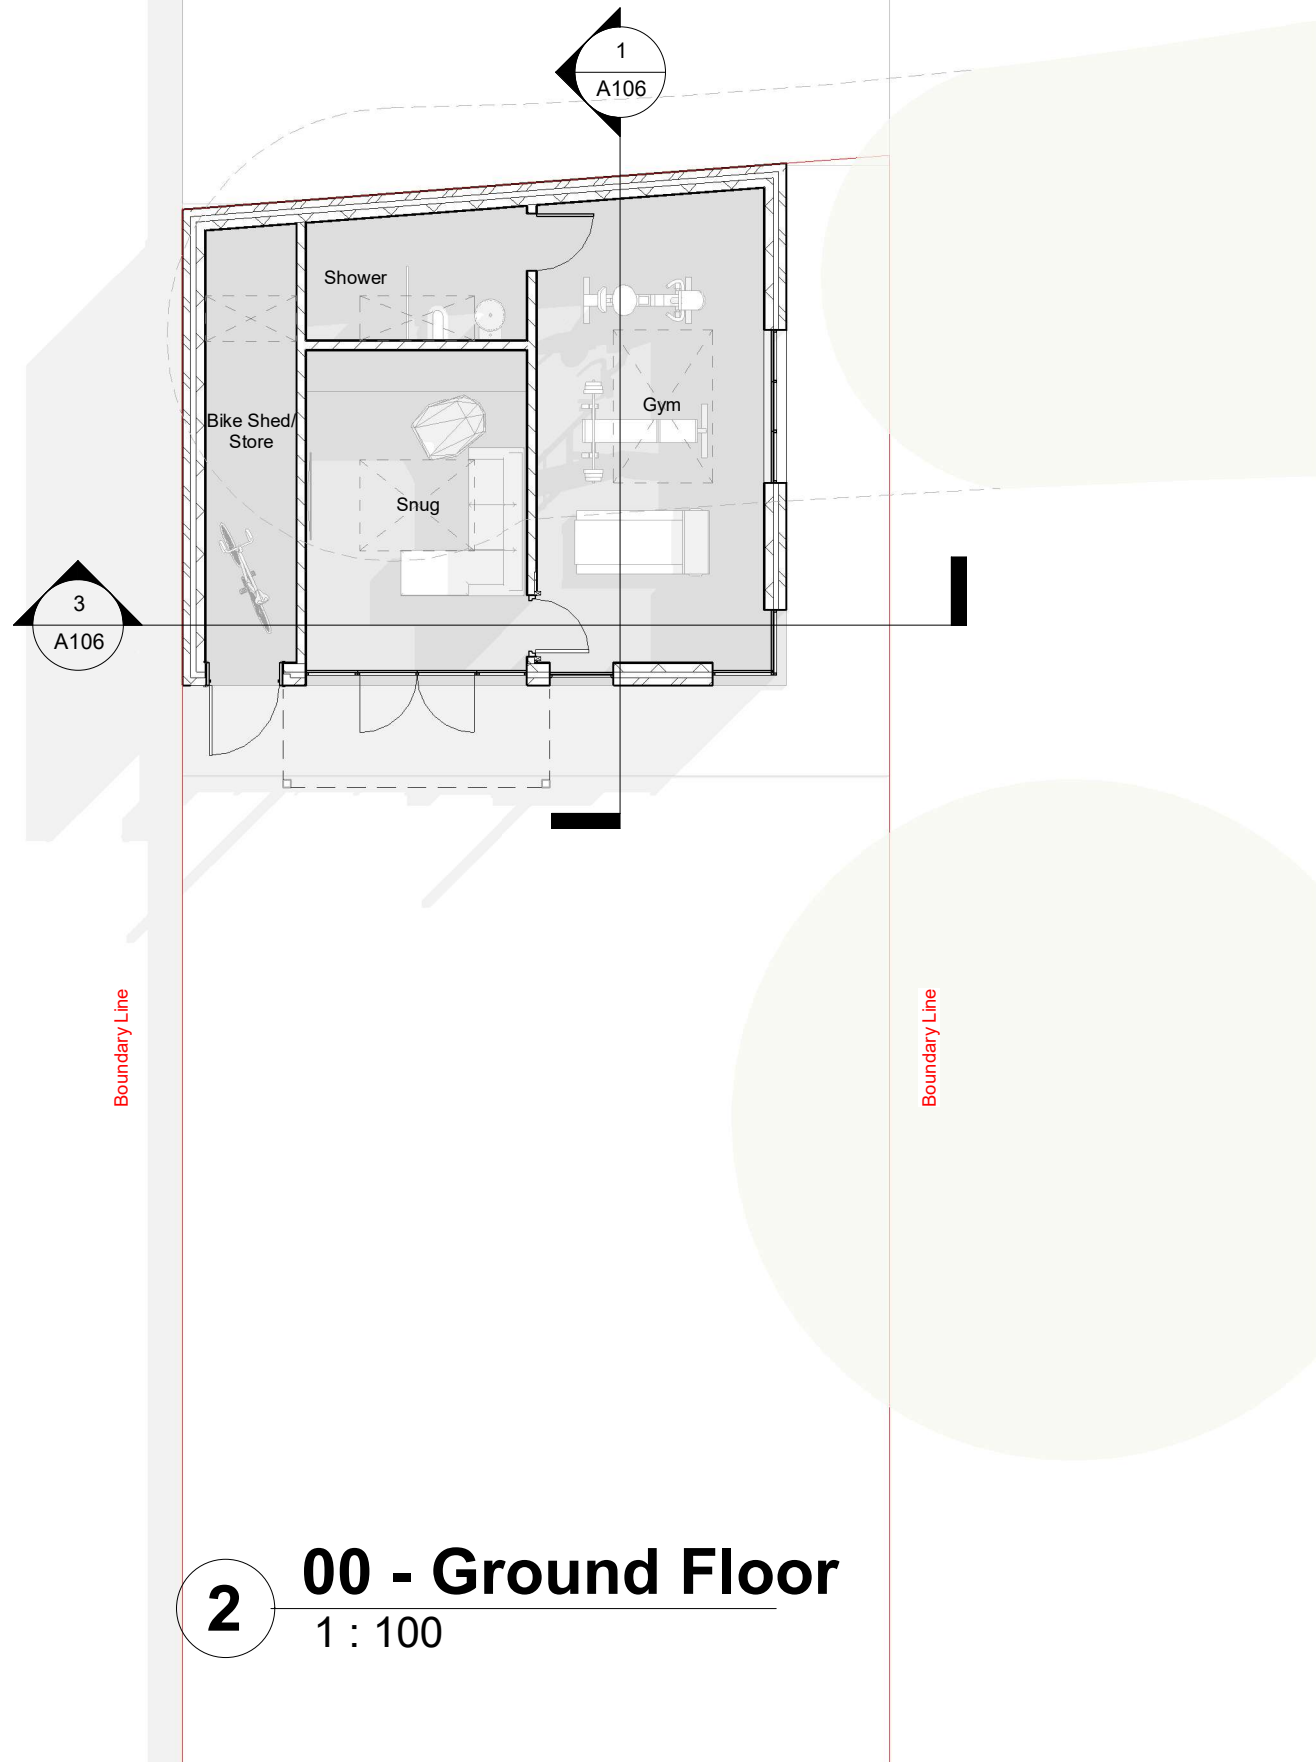 1
A106
Shower
Gym
Bike Shed/
Store
Snug
3
A106
Boundary Line
Boundary Line
2
00 - Ground Floor
1 : 100